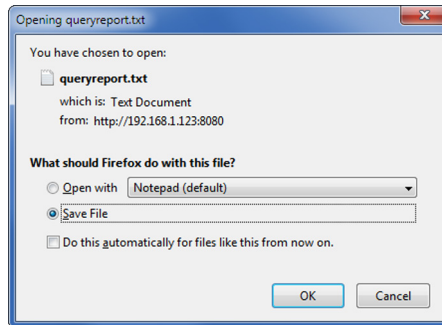 Opening queryreport.txt
You have chosen to open:
queryreport.txt
which is: Text Document
from: http://192.168.1.123:8080
What should Firefox do with this file?
Open with Notepad (default)
Save File
Do this automatically for files like this from now on.
OK Cancel